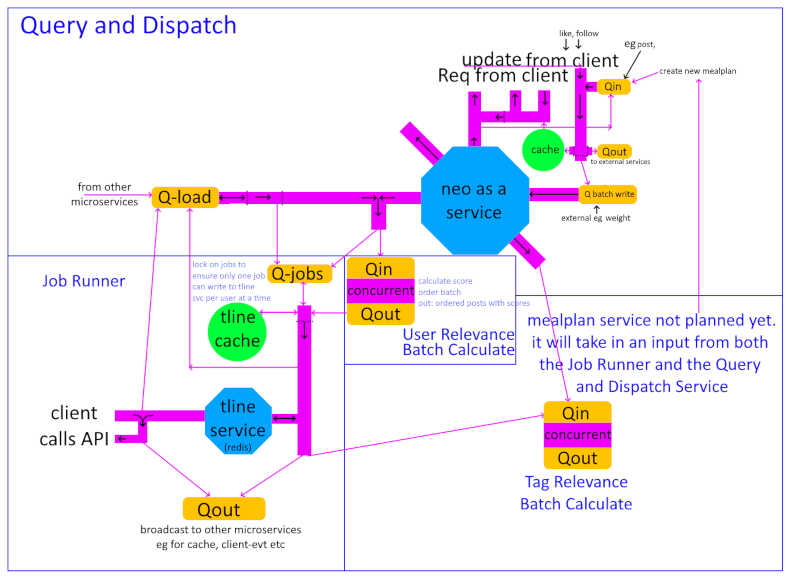 Query and Dispatch
like, follow
eg post,
update from client
Req from client
create new mealplan
Qin
cache
Qout
to external services
neo as a
service
from other
microservices
Q-load
Q batch write
external eg weight
Job Runner
lock on jobs to
ensure only one job
can write to tline
svc per user at a time
Q-jobs
Qin
concurrent
Qout
calculate score
order batch
out: ordered posts with scores
User Relevance
Batch Calculate
tline
cache
mealplan service not planned yet.
it will take in an input from both
the Job Runner and the Query
and Dispatch Service
client
calls API
tline
service
(redis)
Qin
concurrent
Qout
Tag Relevance
Batch Calculate
Qout
broadcast to other microservices
eg for cache, client-evt etc